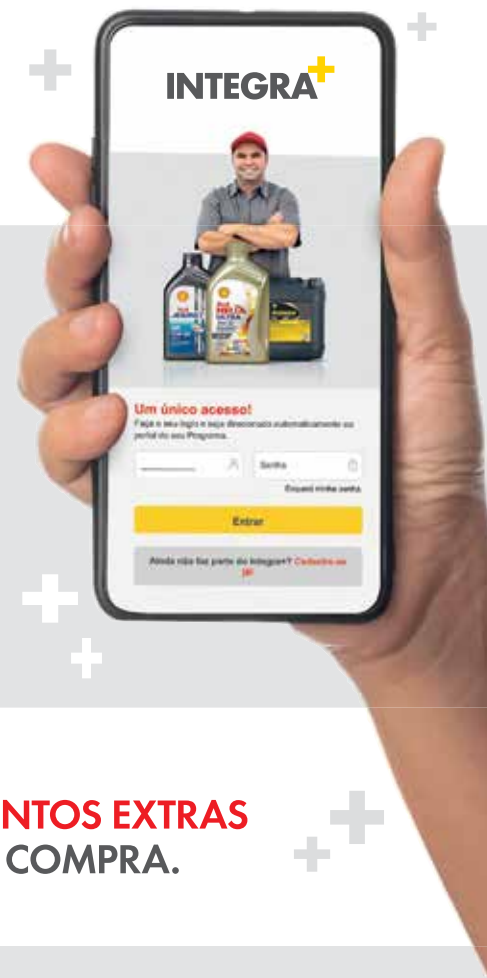 INTEGRA+
Um único acesso!
Faça o seu login e seja direcionado automaticamente ao
portal do seu Programa.
Senha
Esqueci minha senha
Entrar
Ainda não faz parte do Integra+? Cadastre-se
já!
NTOS EXTRAS
COMPRA.